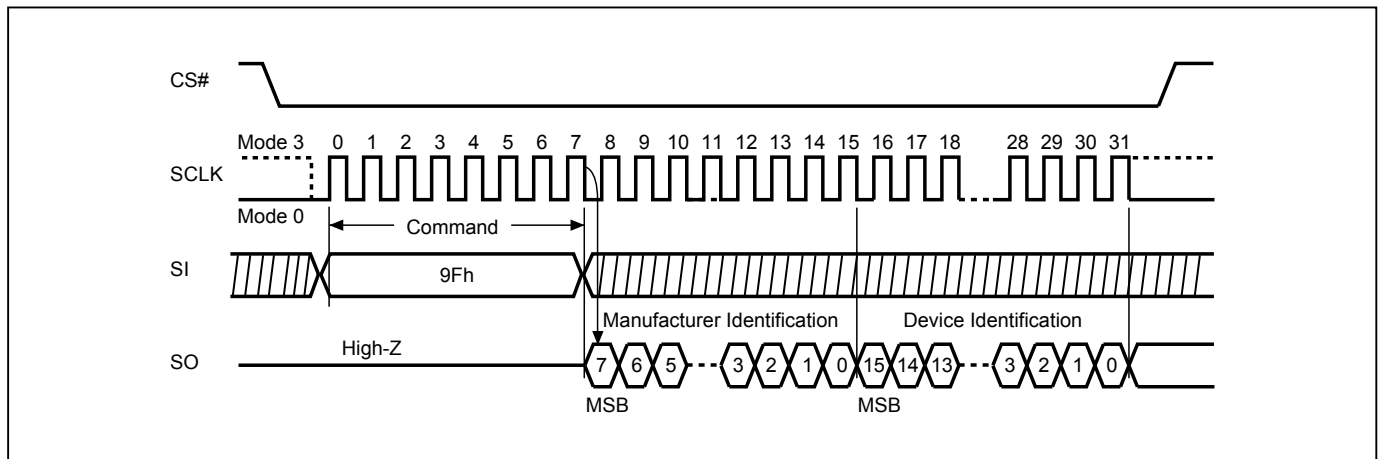 CS#
Mode 3 0 1 2 3 4 5 6 7 8 9 10 11 12 13 14 15 16 17 18 28 29 30 31
SCLK
Mode 0
Command
SI
9Fh
Manufacturer Identification Device Identification
High-Z
SO
7 6 5 3 2 1 0 15 14 13 3 2 1 0
MSB MSB